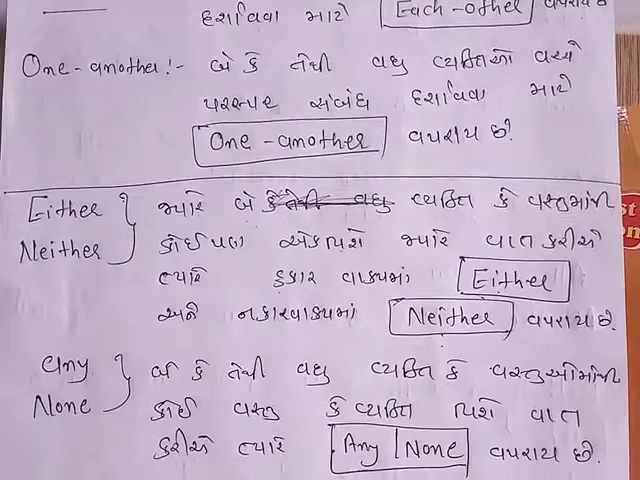 દર્શાવવા માટે Each-other વપરાય છે
One-another:- બે કે તેથી વધુ વ્યક્તિઓ વચ્ચે
પરસ્પર સંબંધ દર્શાવવા માટે
One-another વપરાય છે.
Either જ્યારે બે કે તેથી વધુ વ્યક્તિ કે વસ્તુમાંથી
Neither કોઈપણ એકવિશે જ્યારે વાત કરીએ
ત્યારે હકાર વાક્યમાં Either
અને નકારવાક્યમાં Neither વપરાય છે.
Any કે તેથી વધુ વ્યક્તિ કે વસ્તુઓમાંથી
None કોઈ વસ્તુ કે વ્યક્તિ વિશે વાત
કરીએ ત્યારે Any|None વપરાય છે.